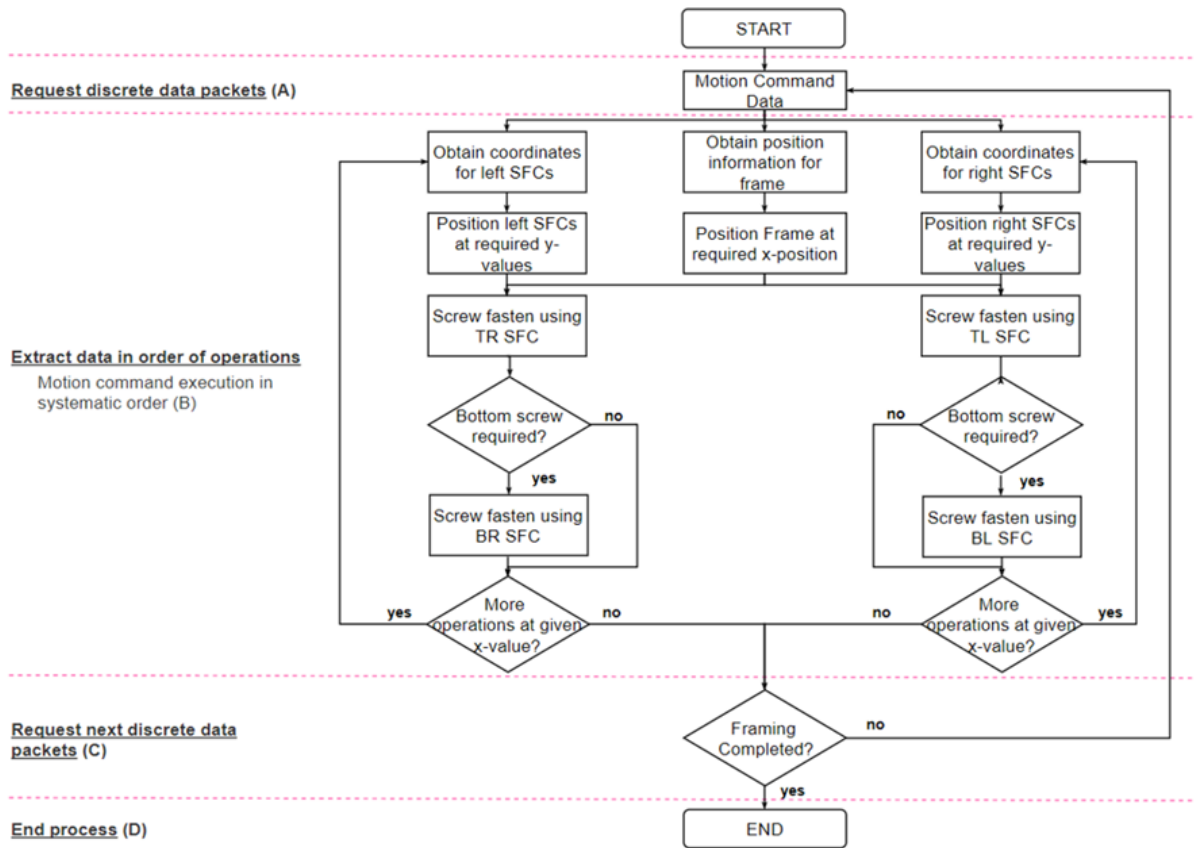 START
Request discrete data packets (A)
Motion Command
Data
Obtain coordinates
for left SFCs
Obtain position
information for
frame
Obtain coordinates
for right SFCs
Position left SFCs
at required y-
values
Position Frame at
required x-position
Position right SFCs
at required y-
values
Screw fasten using
TR SFC
Screw fasten using
TL SFC
Extract data in order of operations
Motion command execution in
systematic order (B)
Bottom screw
required?
no
yes
no
Bottom screw
required?
yes
Screw fasten using
BR SFC
Screw fasten using
BL SFC
yes
More
operations at given
x-value?
no
no
More
operations at given
x-value?
yes
Request next discrete data
packets (C)
Framing
Completed?
no
yes
End process (D)
END